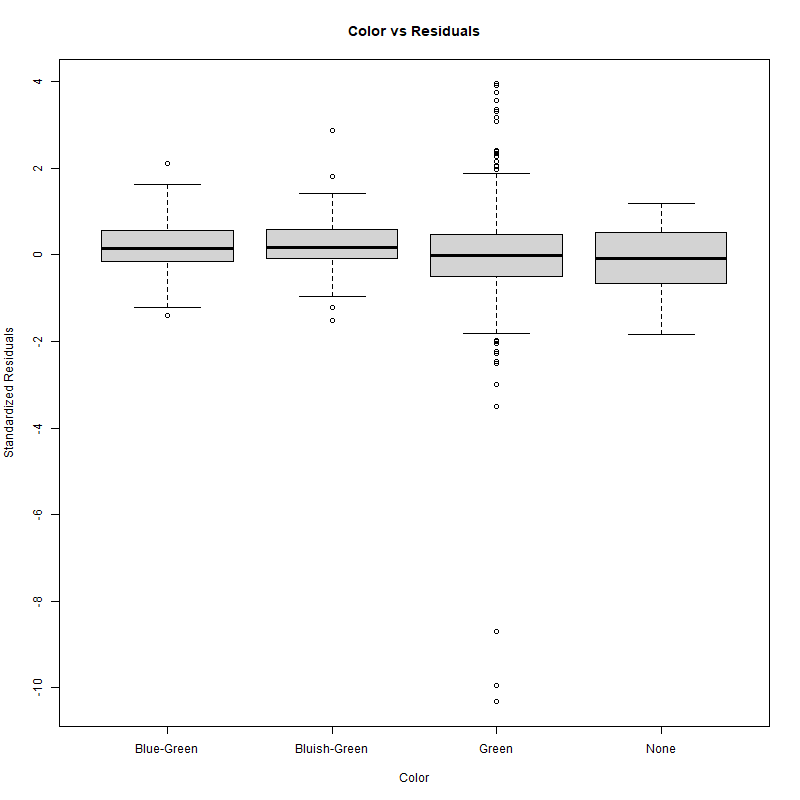 Color vs Residuals
4
2
0
-2
-4
-6
-8
-10
Standardized Residuals
Blue-Green Bluish-Green Green None
Color